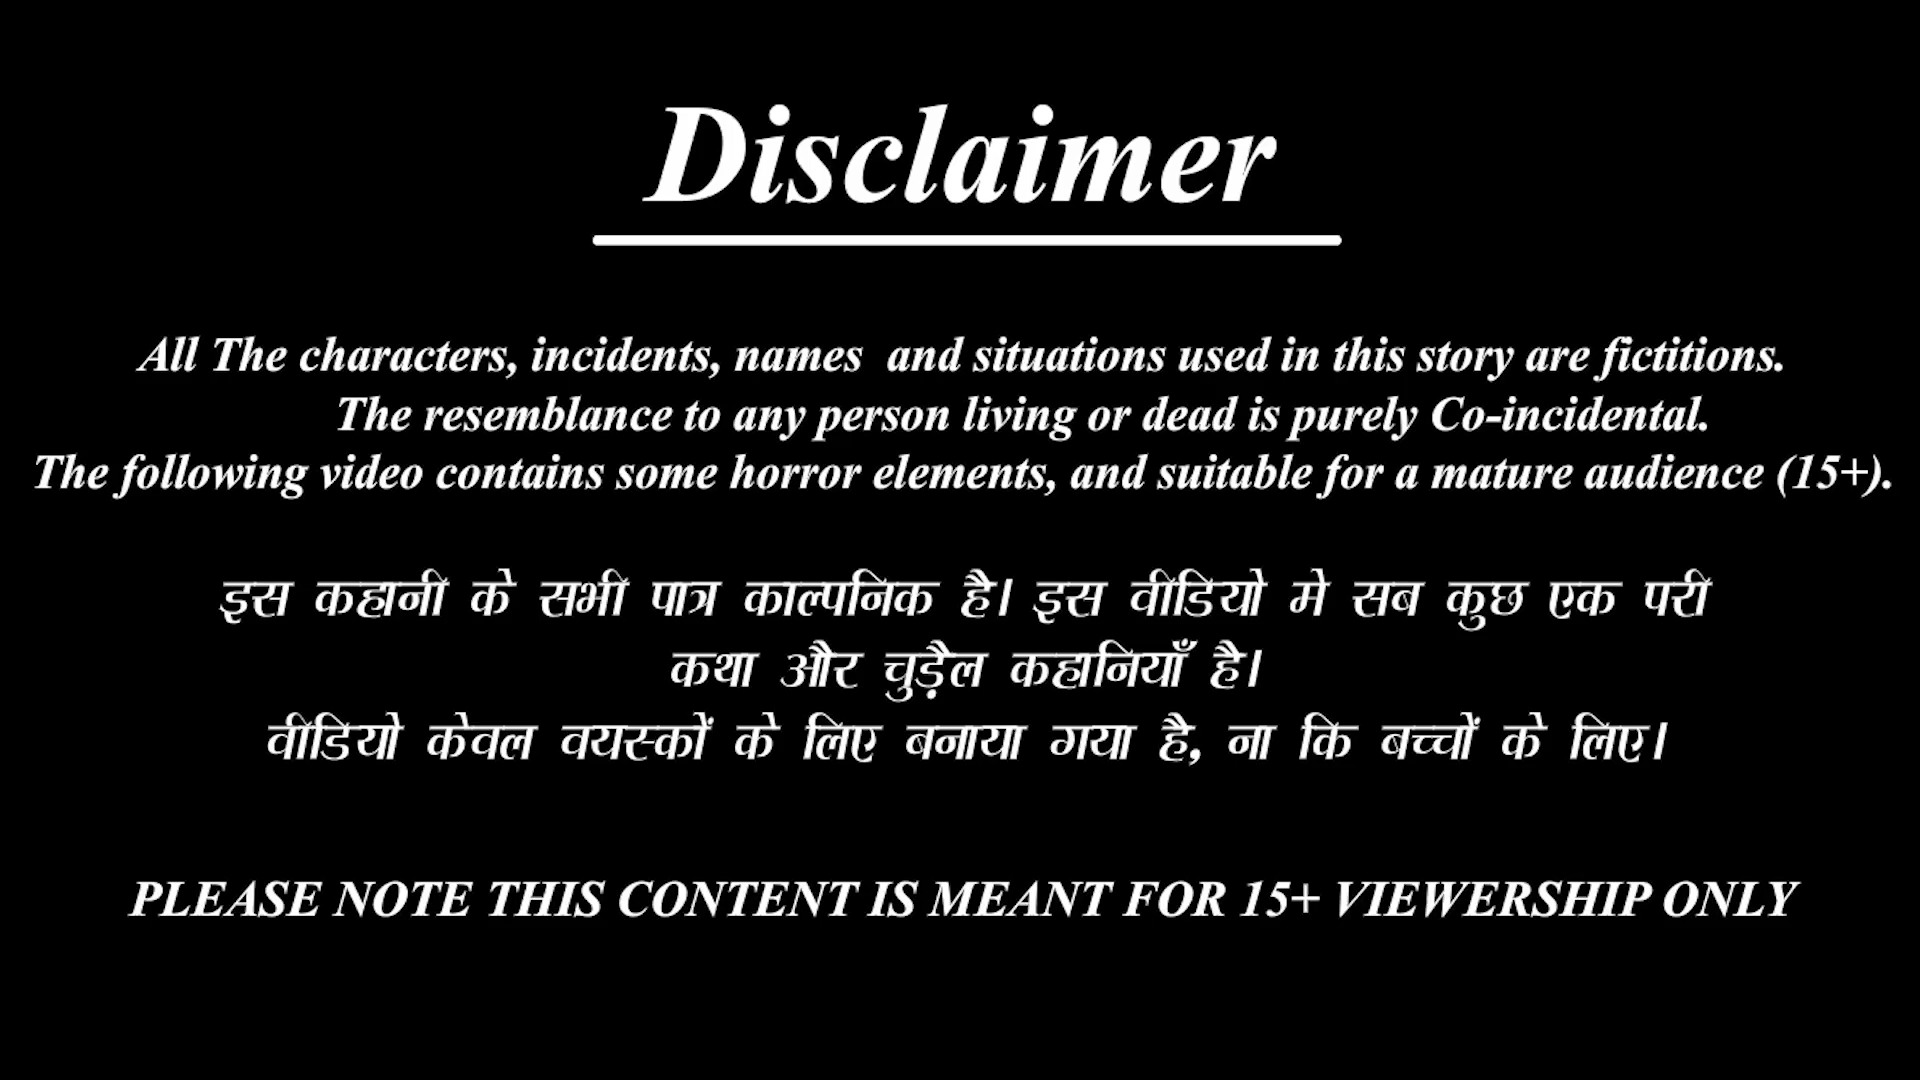 Disclaimer
All The characters, incidents, names and situations used in this story are fictitions.
The resemblance to any person living or dead is purely Co-incidental.
The following video contains some horror elements, and suitable for a mature audience (15+).
इस कहानी के सभी पात्र काल्पनिक है। इस वीडियो मे सब कुछ एक परी
कथा और चुड़ैल कहानियाँ है।
वीडियो केवल वयस्कों के लिए बनाया गया है, ना कि बच्चों के लिए।
PLEASE NOTE THIS CONTENT IS MEANT FOR 15+ VIEWERSHIP ONLY